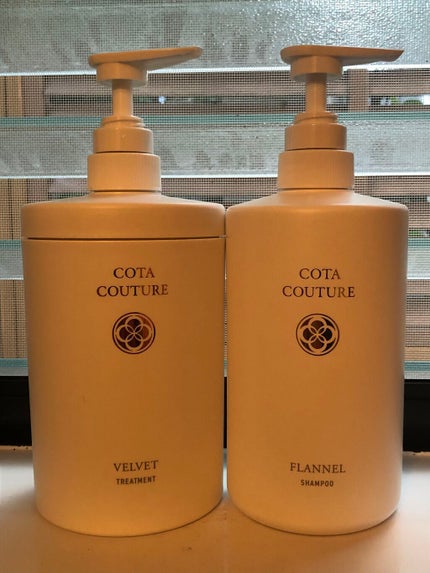 COTA
COUTURE
VELVET
TREATMENT
COTA
COUTURE
FLANNEL
SHAMPOO